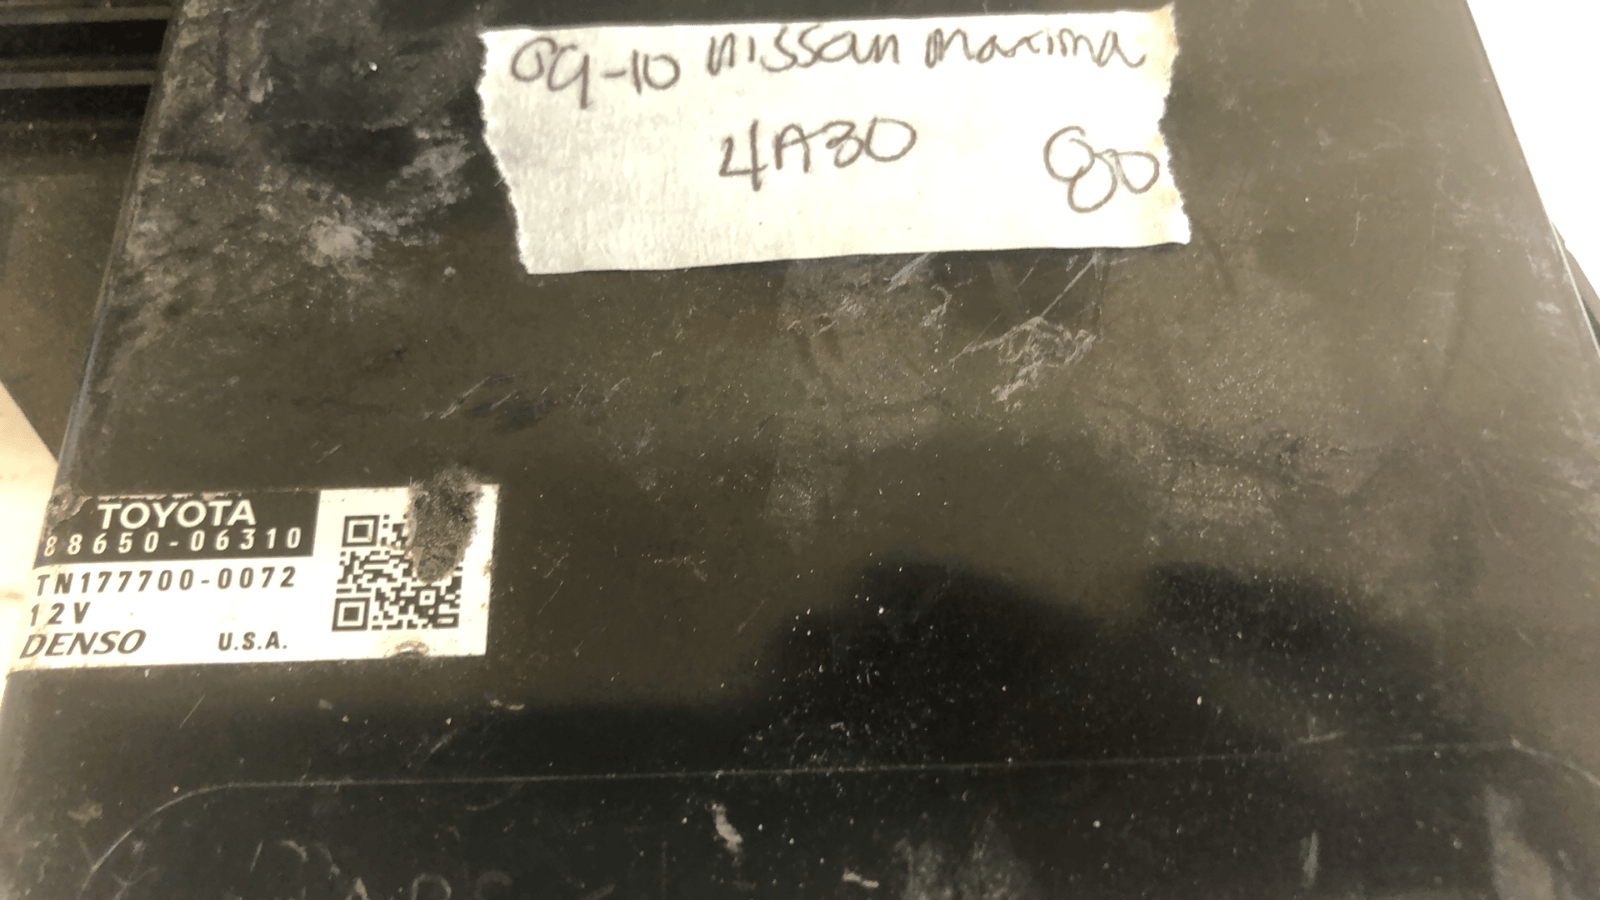 09-10 nissan maxima
4A30 80
TOYOTA
88650-06310
TN177700-0072
12V
DENSO U.S.A.